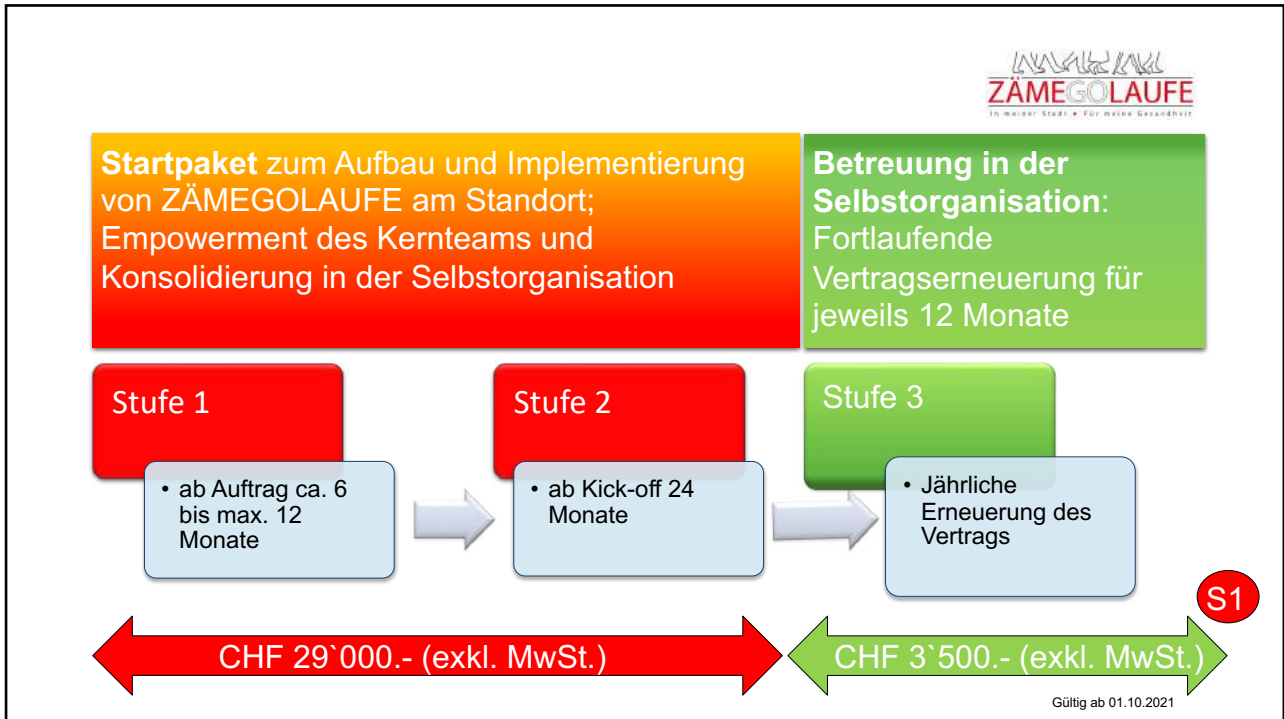 ZÄMEGOLAUFE
in meiner Stadt • Für meine Gesundheit
Startpaket zum Aufbau und Implementierung
von ZÄMEGOLAUFE am Standort;
Empowerment des Kernteams und
Konsolidierung in der Selbstorganisation
Betreuung in der
Selbstorganisation:
Fortlaufende
Vertragserneuerung für
jeweils 12 Monate
Stufe 1
• ab Auftrag ca. 6
bis max. 12
Monate
Stufe 2
• ab Kick-off 24
Monate
Stufe 3
• Jährliche
Erneuerung des
Vertrags
S1
CHF 29`000.- (exkl. MwSt.)
CHF 3`500.- (exkl. MwSt.)
Gültig ab 01.10.2021